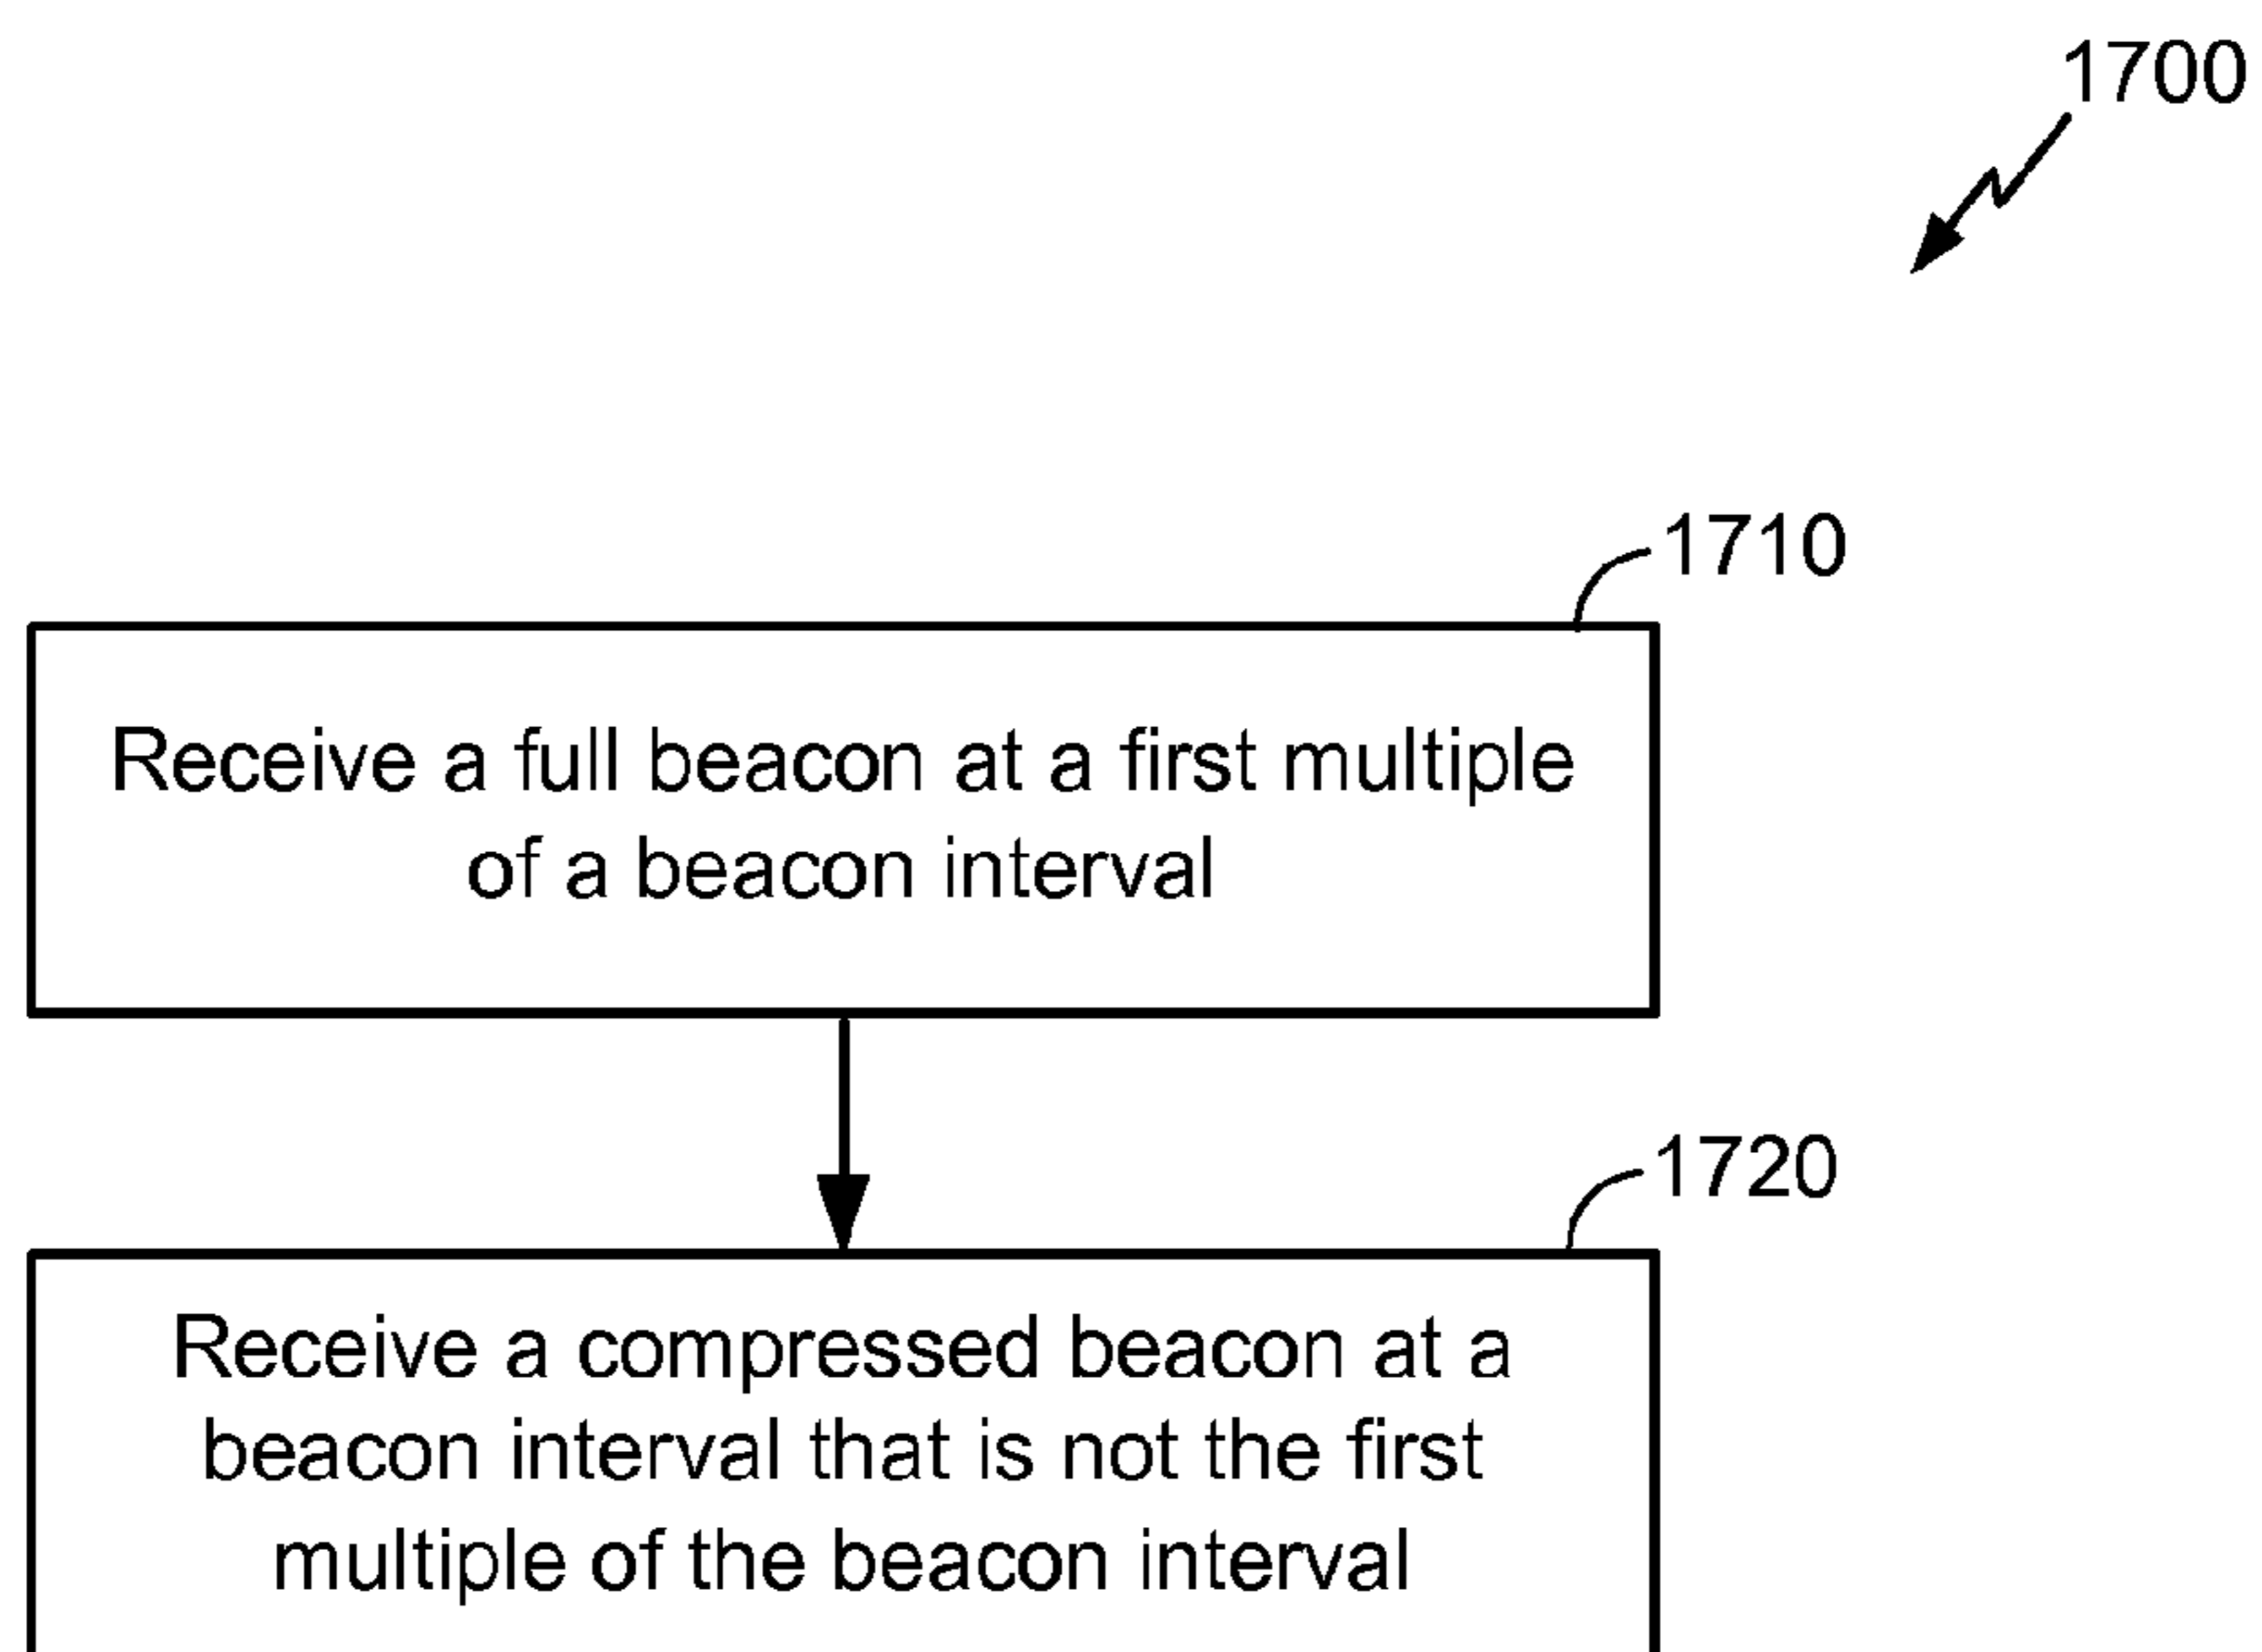 1700
1710
Receive a full beacon at a first multiple
of a beacon interval
1720
Receive a compressed beacon at a
beacon interval that is not the first
multiple of the beacon interval